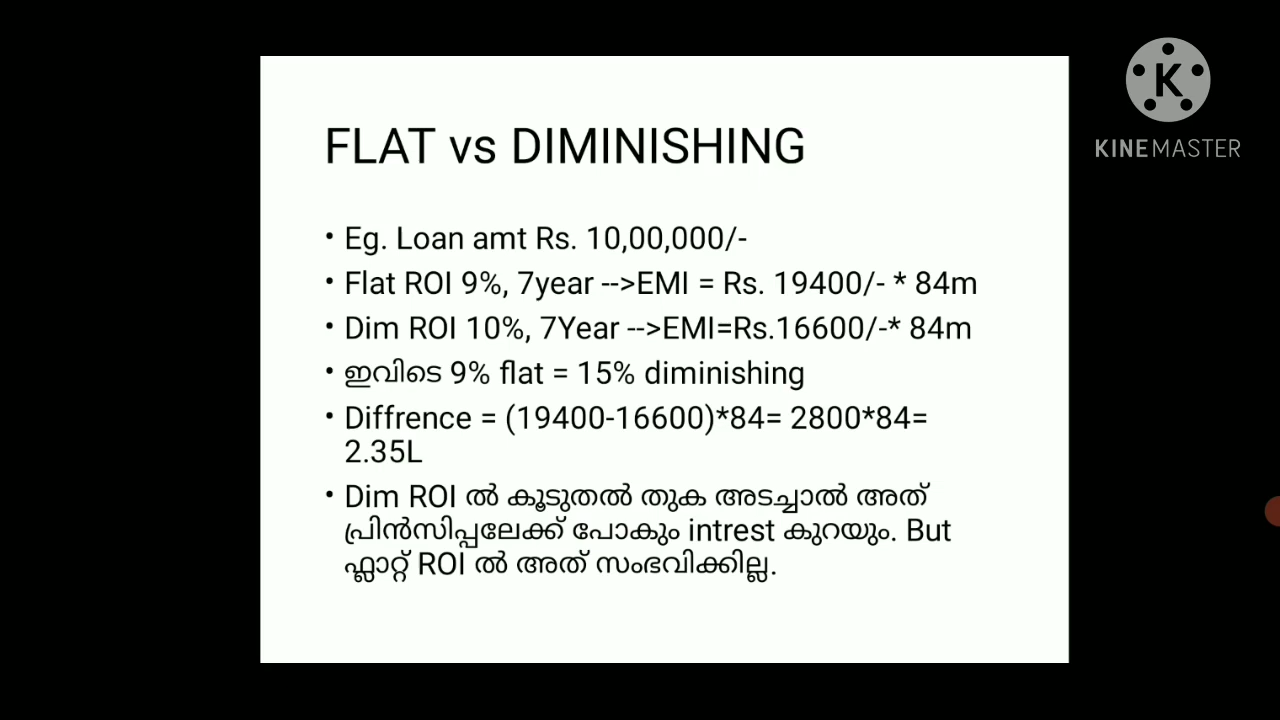 FLAT vs DIMINISHING
• Eg. Loan amt Rs. 10,00,000/-
• Flat ROI 9%, 7year -->EMI = Rs. 19400/- * 84m
• Dim ROI 10%, 7Year -->EMI=Rs.16600/-* 84m
• ഇവിടെ 9% flat = 15% diminishing
• Diffrence = (19400-16600)*84= 2800*84=
2.35L
• Dim ROI ൽ കൂടുതൽ തുക അടച്ചാൽ അത്
പ്രിൻസിപ്പലേക്ക് പോകും intrest കുറയും. But
ഫ്ലാറ്റ് ROI ൽ അത് സംഭവിക്കില്ല.
K
KINEMASTER